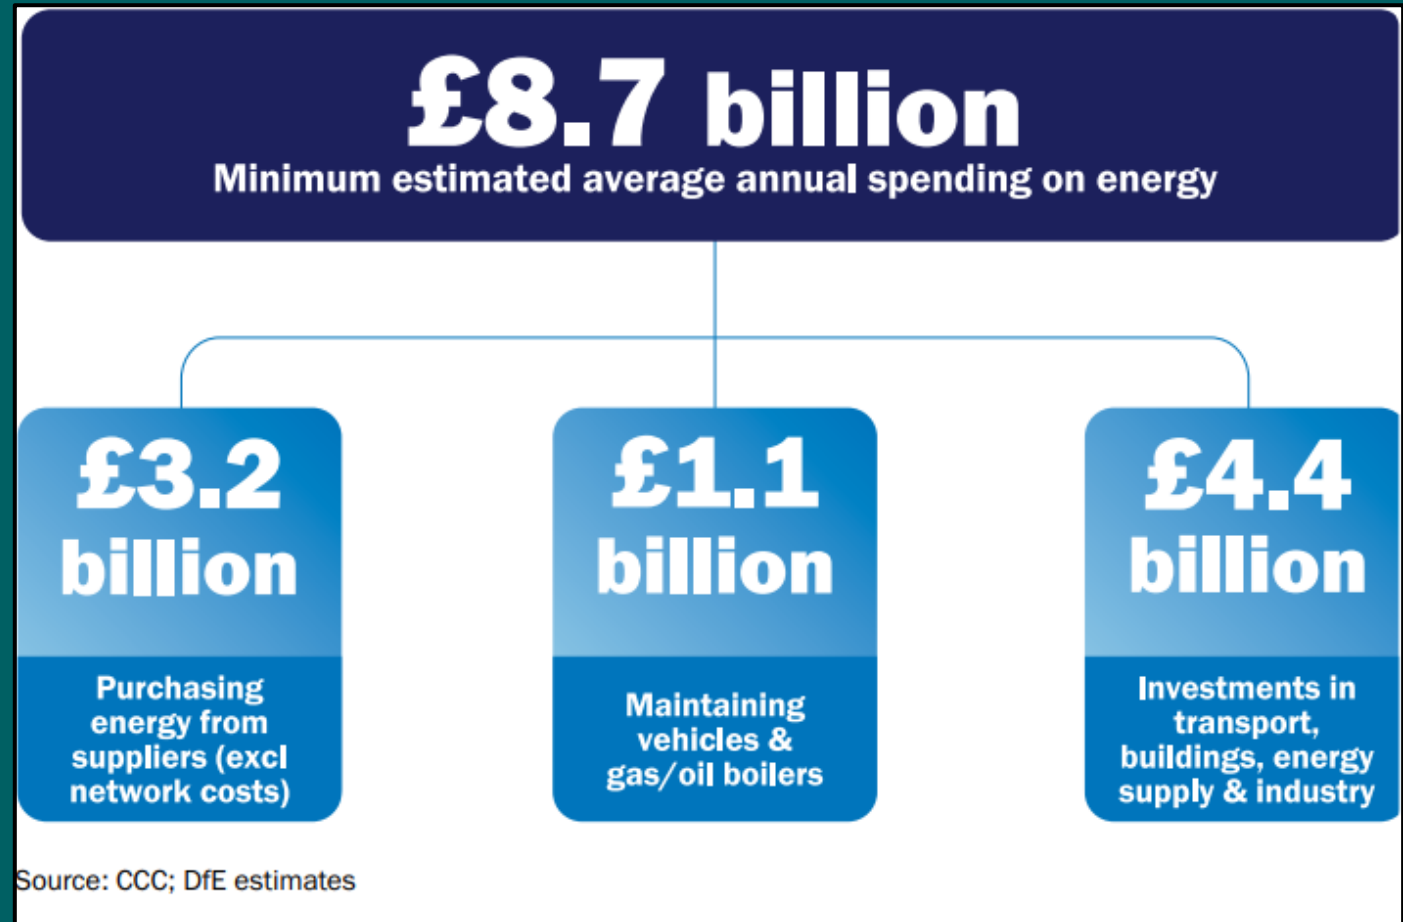 £8.7 billion
Minimum estimated average annual spending on energy
£3.2
billion
Purchasing
energy from
suppliers (excl
network costs)
£1.1
billion
Maintaining
vehicles &
gas/oil boilers
£4.4
billion
Investments in
transport,
buildings, energy
supply & industry
Source: CCC; DfE estimates